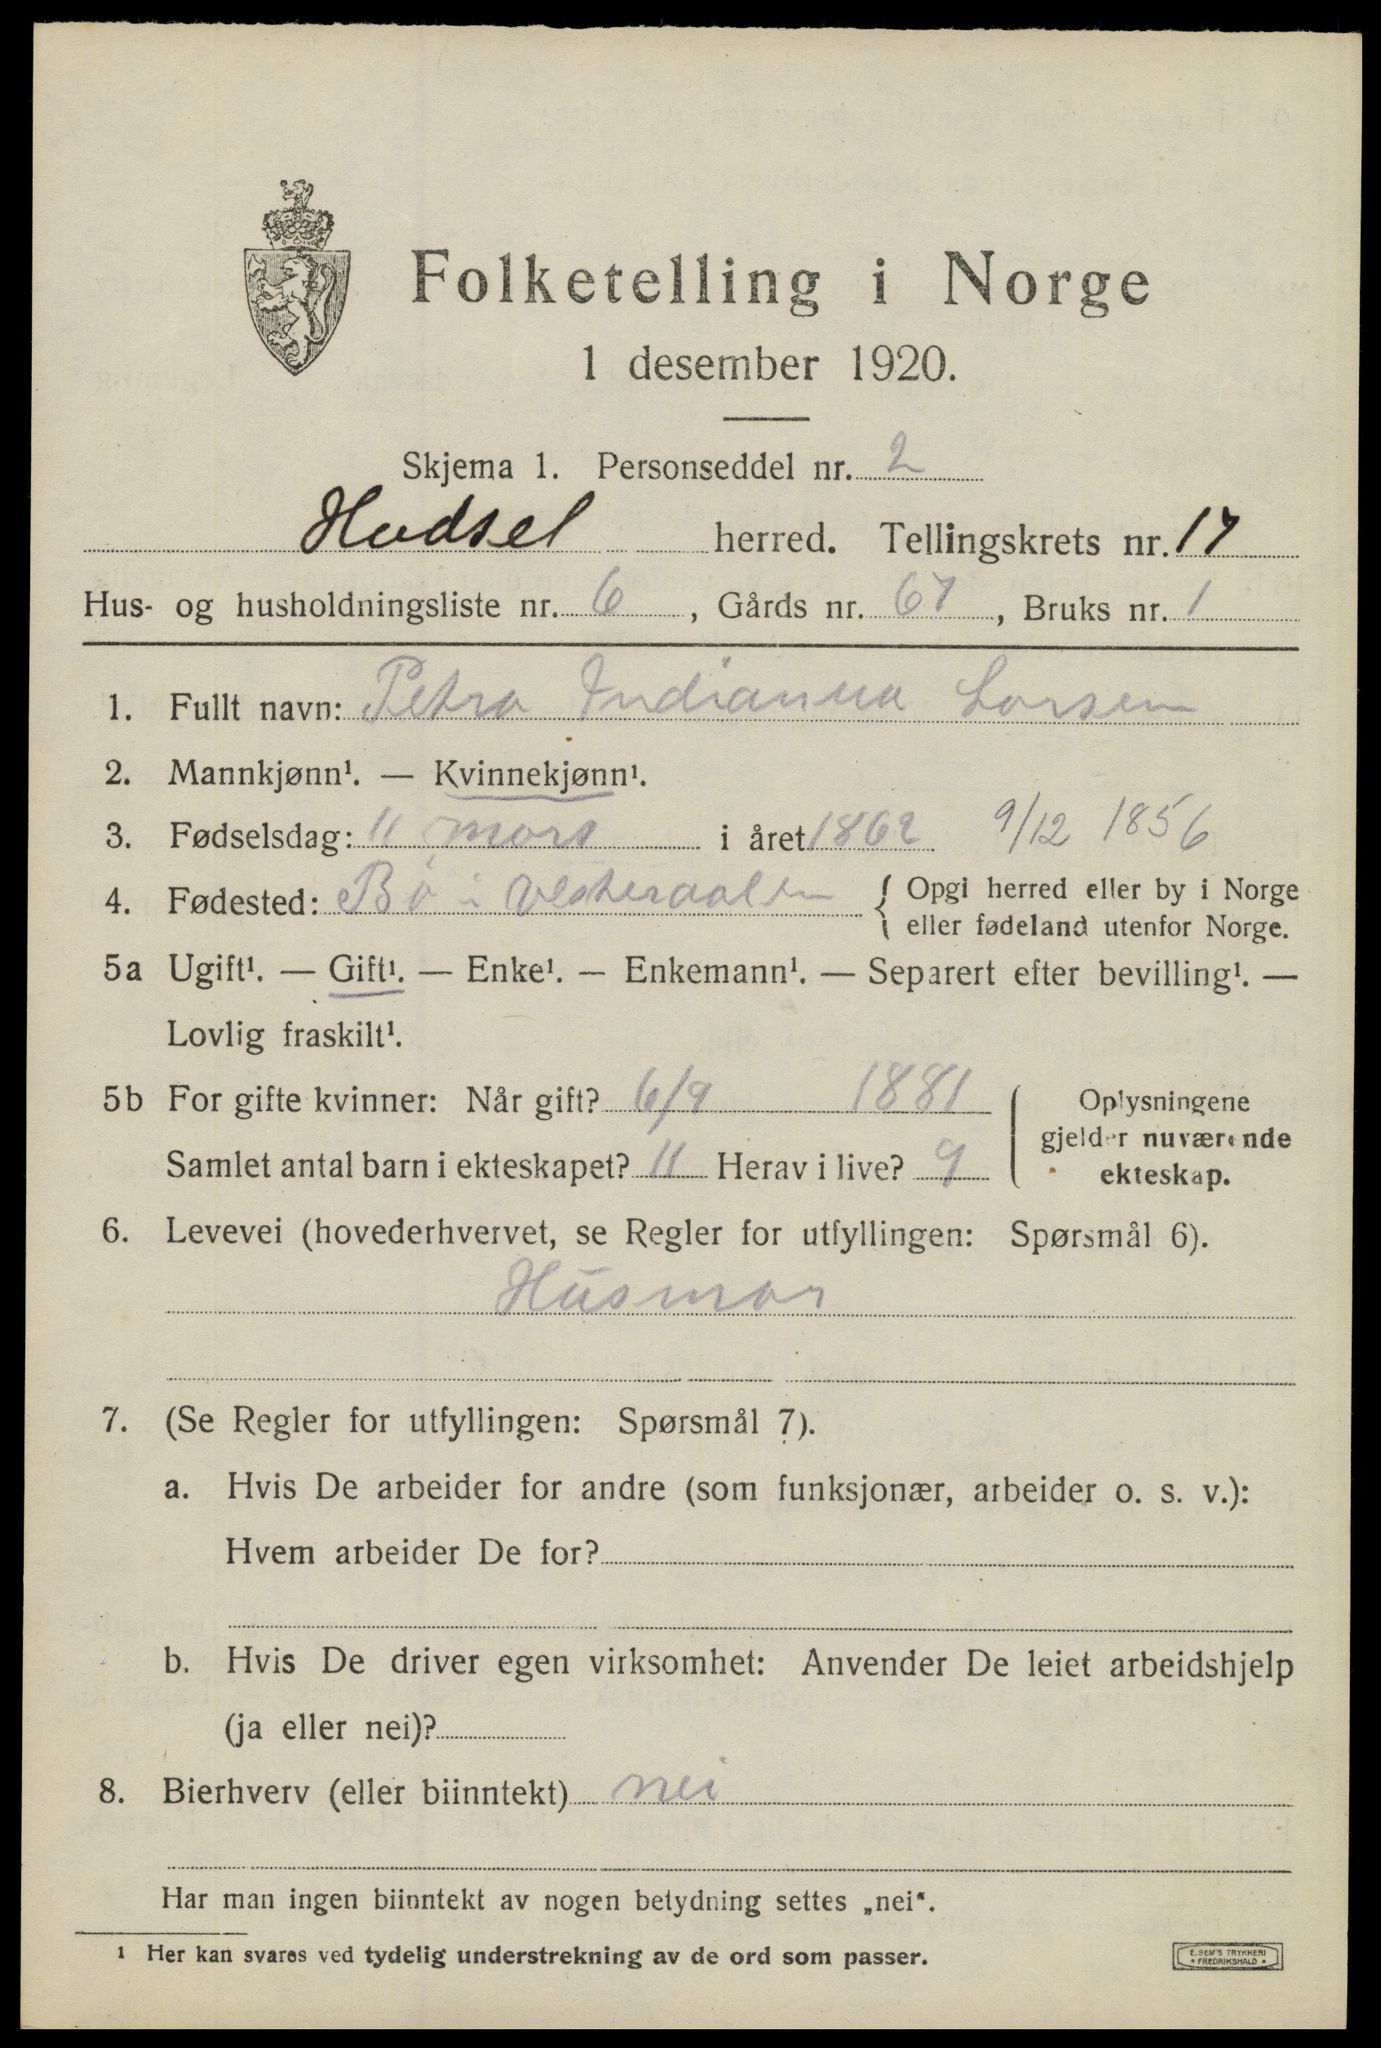 Folketelling i Norge
1 desember 1920.
Skjema 1. Personseddel nr. 2
Hadsel herred. Tellingskrets nr. 17
Hus- og husholdningsliste nr. 6, Gårds nr. 67, Bruks nr. 1
1. Fullt navn: Petra Indianna Larsen
2. Mannkjønn¹. — Kvinnekjønn¹.
3. Fødselsdag: 11 mars i året 1862 9/12 1856
4. Fødested: Bø i Vesteraalen { Opgi herred eller by i Norge
eller fødeland utenfor Norge.
5a Ugift¹. — Gift¹. — Enke¹. — Enkemann¹. — Separert efter bevilling¹. —
Lovlig fraskilt¹.
5b For gifte kvinner: Når gift? 6/9 1881
Samlet antal barn i ekteskapet? 11 Herav i live? 9
Oplysningene
gjelder nuværende
ekteskap.
6. Levevei (hovederhvervet, se Regler for utfyllingen: Spørsmål 6).
Husmor
7. (Se Regler for utfyllingen: Spørsmål 7).
a. Hvis De arbeider for andre (som funksjonær, arbeider o. s. v.):
Hvem arbeider De for?
b. Hvis De driver egen virksomhet: Anvender De leiet arbeidshjelp
(ja eller nei)?
8. Bierhverv (eller biinntekt) nei
Har man ingen biinntekt av nogen betydning settes „nei“.
¹ Her kan svares ved tydelig understrekning av de ord som passer.
E. SEM'S TRYKKERI
* FREDRIKSHALD *